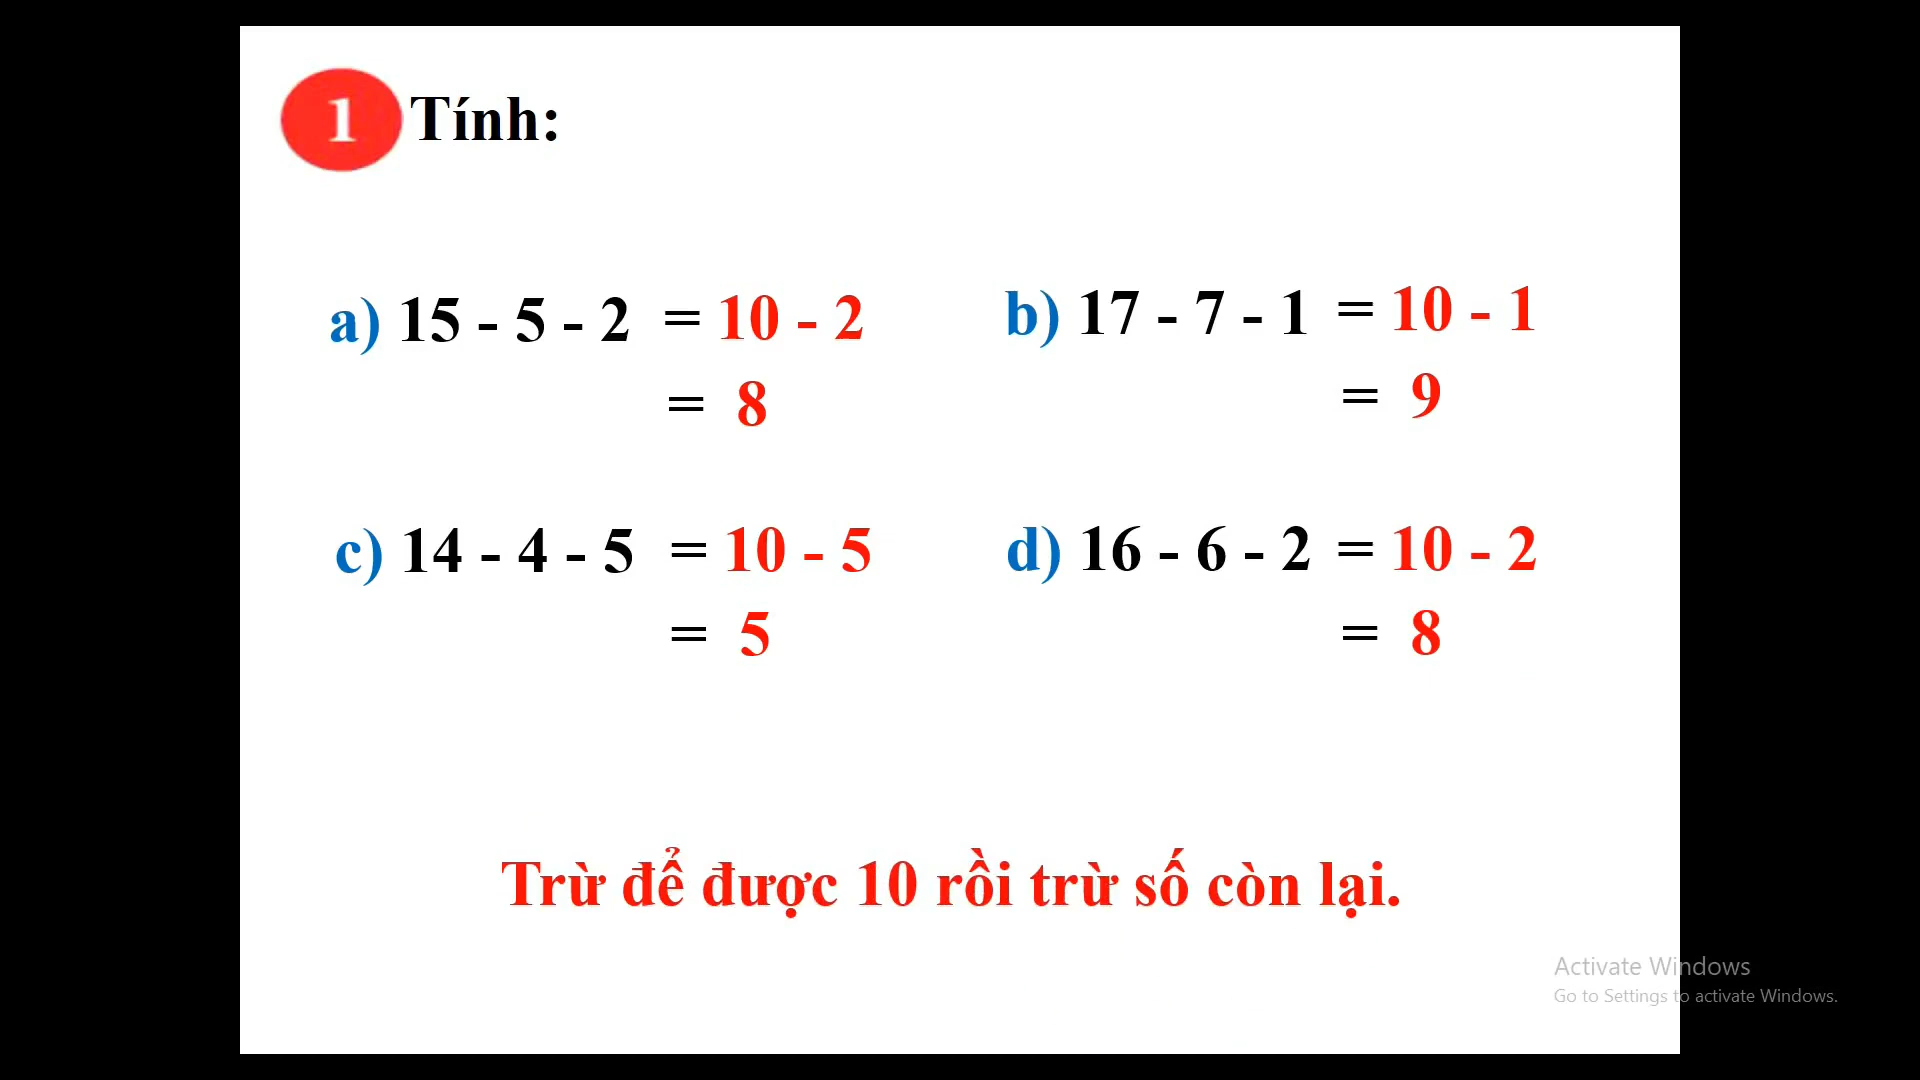 1 Tính:
a) 15 - 5 - 2 = 10 - 2
= 8
b) 17 - 7 - 1 = 10 - 1
= 9
c) 14 - 4 - 5 = 10 - 5
= 5
d) 16 - 6 - 2 = 10 - 2
= 8
Trừ để được 10 rồi trừ số còn lại.
Activate Windows
Go to Settings to activate Windows.